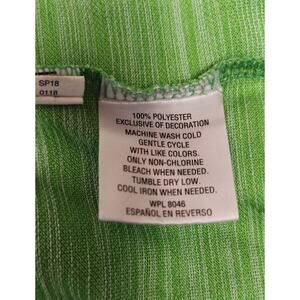 SP18
0118
100% POLYESTER
EXCLUSIVE OF DECORATION
MACHINE WASH COLD
GENTLE CYCLE
WITH LIKE COLORS.
ONLY NON-CHLORINE
BLEACH WHEN NEEDED.
TUMBLE DRY LOW.
COOL IRON WHEN NEEDED.
WPL 8046
ESPAÑOL EN REVERSO